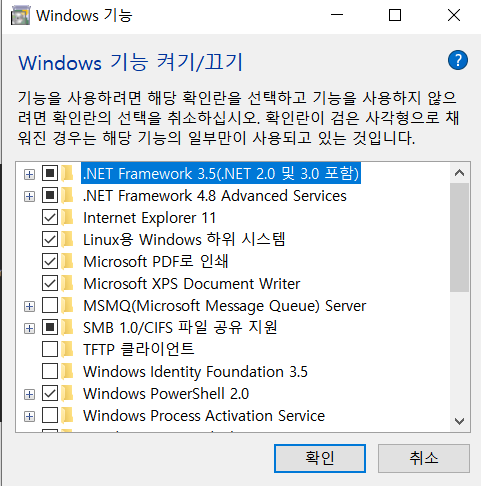 Windows 기능
Windows 기능 켜기/끄기
?
기능을 사용하려면 해당 확인란을 선택하고 기능을 사용하지 않으
려면 확인란의 선택을 취소하십시오. 확인란이 검은 사각형으로 채
워진 경우는 해당 기능의 일부만이 사용되고 있는 것입니다.
.NET Framework 3.5(.NET 2.0 및 3.0 포함)
.NET Framework 4.8 Advanced Services
Internet Explorer 11
Linux용 Windows 하위 시스템
Microsoft PDF로 인쇄
Microsoft XPS Document Writer
MSMQ(Microsoft Message Queue) Server
SMB 1.0/CIFS 파일 공유 지원
TFTP 클라이언트
Windows Identity Foundation 3.5
Windows PowerShell 2.0
Windows Process Activation Service
확인
취소